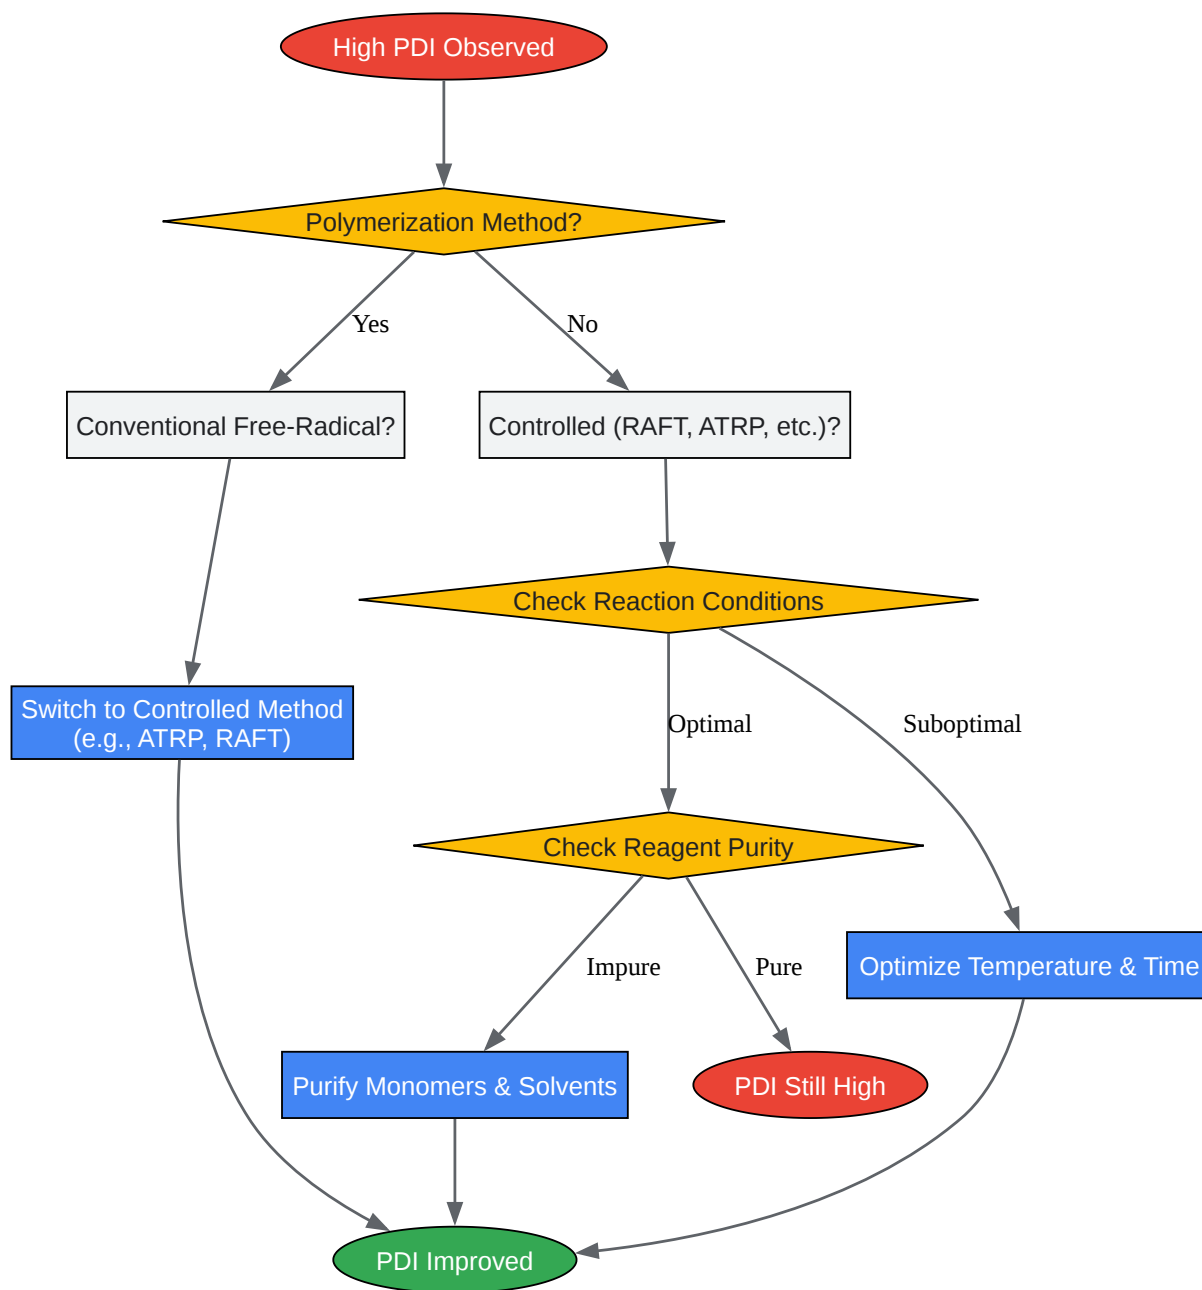 High PDI Observed
Polymerization Method?
Yes
No
Conventional Free-Radical?
Controlled (RAFT, ATRP, etc.)?
Check Reaction Conditions
Switch to Controlled Method
(e.g., ATRP, RAFT)
Optimal
Suboptimal
Check Reagent Purity
Impure
Pure
Optimize Temperature & Time
Purify Monomers & Solvents
PDI Still High
PDI Improved